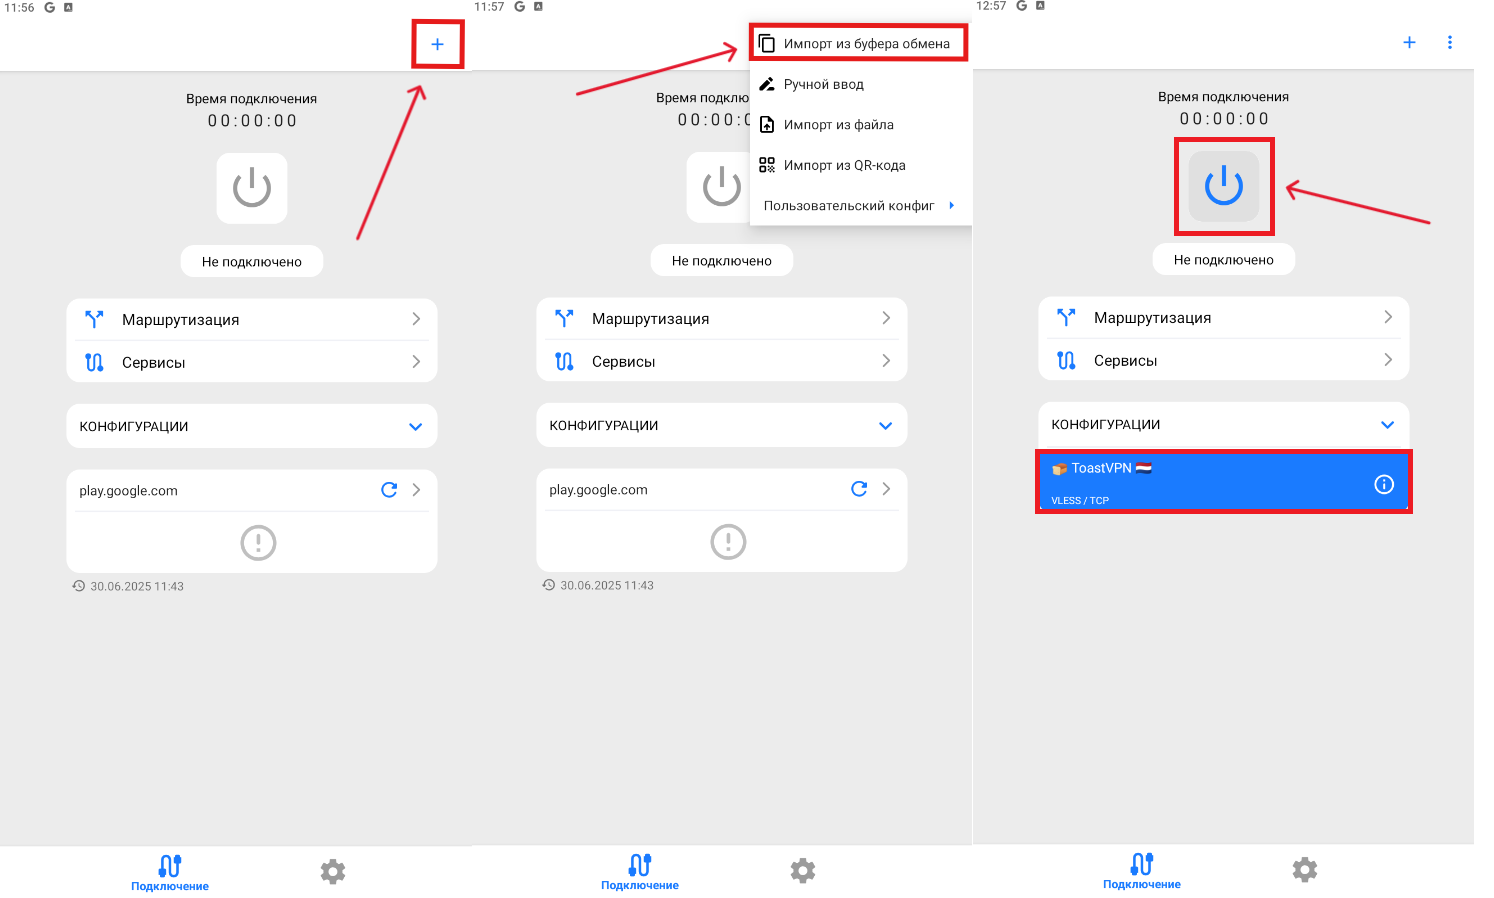 11:56
Время подключения
00:00:00
Не подключено
Маршрутизация
Сервисы
КОНФИГУРАЦИИ
play.google.com
30.06.2025 11:43
Подключение
11:57
Импорт из буфера обмена
Ручной ввод
Импорт из файла
Импорт из QR-кода
Пользовательский конфиг
Время подклю
00:00:0
Не подключено
Маршрутизация
Сервисы
КОНФИГУРАЦИИ
play.google.com
30.06.2025 11:43
Подключение
12:57
Время подключения
00:00:00
Не подключено
Маршрутизация
Сервисы
КОНФИГУРАЦИИ
ToastVPN
VLESS / TCP
Подключение